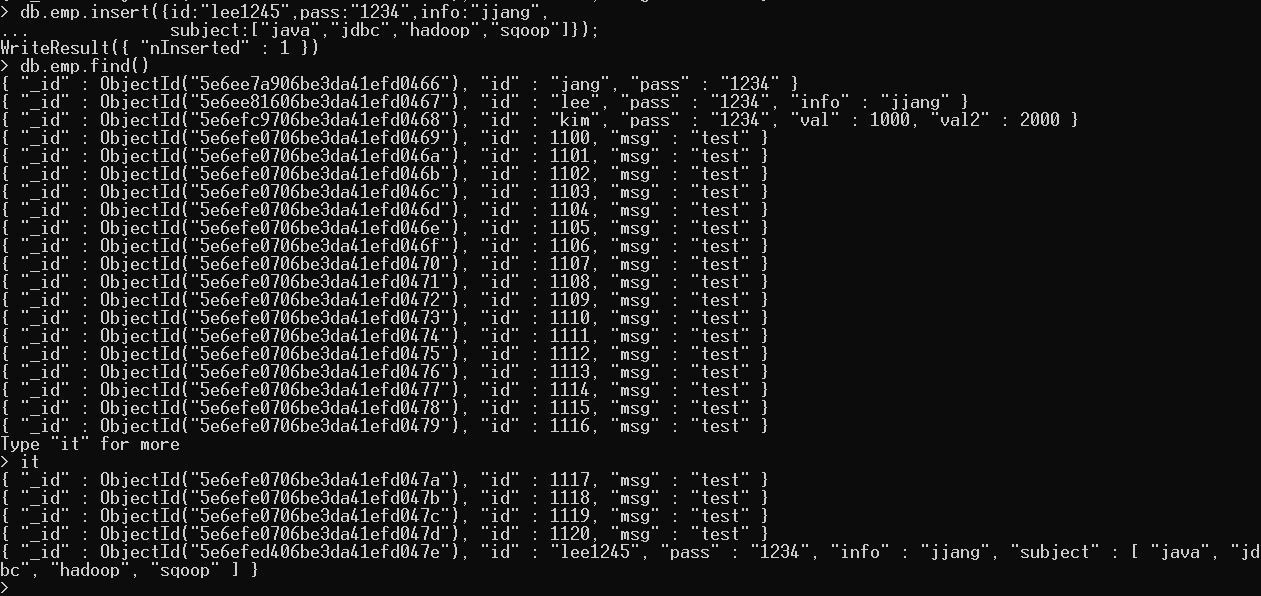 > db.emp.insert({id:"lee1245",pass:"1234",info:"jjang",
...              subject:["java","jdbc","hadoop","sqoop"]});
WriteResult({ "nInserted" : 1 })
> db.emp.find()
{ "_id" : ObjectId("5e6ee7a906be3da41efd0466"), "id" : "jang", "pass" : "1234" }
{ "_id" : ObjectId("5e6ee81606be3da41efd0467"), "id" : "lee", "pass" : "1234", "info" : "jjang" }
{ "_id" : ObjectId("5e6efc9706be3da41efd0468"), "id" : "kim", "pass" : "1234", "val" : 1000, "val2" : 2000 }
{ "_id" : ObjectId("5e6efe0706be3da41efd0469"), "id" : 1100, "msg" : "test" }
{ "_id" : ObjectId("5e6efe0706be3da41efd046a"), "id" : 1101, "msg" : "test" }
{ "_id" : ObjectId("5e6efe0706be3da41efd046b"), "id" : 1102, "msg" : "test" }
{ "_id" : ObjectId("5e6efe0706be3da41efd046c"), "id" : 1103, "msg" : "test" }
{ "_id" : ObjectId("5e6efe0706be3da41efd046d"), "id" : 1104, "msg" : "test" }
{ "_id" : ObjectId("5e6efe0706be3da41efd046e"), "id" : 1105, "msg" : "test" }
{ "_id" : ObjectId("5e6efe0706be3da41efd046f"), "id" : 1106, "msg" : "test" }
{ "_id" : ObjectId("5e6efe0706be3da41efd0470"), "id" : 1107, "msg" : "test" }
{ "_id" : ObjectId("5e6efe0706be3da41efd0471"), "id" : 1108, "msg" : "test" }
{ "_id" : ObjectId("5e6efe0706be3da41efd0472"), "id" : 1109, "msg" : "test" }
{ "_id" : ObjectId("5e6efe0706be3da41efd0473"), "id" : 1110, "msg" : "test" }
{ "_id" : ObjectId("5e6efe0706be3da41efd0474"), "id" : 1111, "msg" : "test" }
{ "_id" : ObjectId("5e6efe0706be3da41efd0475"), "id" : 1112, "msg" : "test" }
{ "_id" : ObjectId("5e6efe0706be3da41efd0476"), "id" : 1113, "msg" : "test" }
{ "_id" : ObjectId("5e6efe0706be3da41efd0477"), "id" : 1114, "msg" : "test" }
{ "_id" : ObjectId("5e6efe0706be3da41efd0478"), "id" : 1115, "msg" : "test" }
{ "_id" : ObjectId("5e6efe0706be3da41efd0479"), "id" : 1116, "msg" : "test" }
Type "it" for more
> it
{ "_id" : ObjectId("5e6efe0706be3da41efd047a"), "id" : 1117, "msg" : "test" }
{ "_id" : ObjectId("5e6efe0706be3da41efd047b"), "id" : 1118, "msg" : "test" }
{ "_id" : ObjectId("5e6efe0706be3da41efd047c"), "id" : 1119, "msg" : "test" }
{ "_id" : ObjectId("5e6efe0706be3da41efd047d"), "id" : 1120, "msg" : "test" }
{ "_id" : ObjectId("5e6efed406be3da41efd047e"), "id" : "lee1245", "pass" : "1234", "info" : "jjang", "subject" : [ "java", "jd
bc", "hadoop", "sqoop" ] }
>